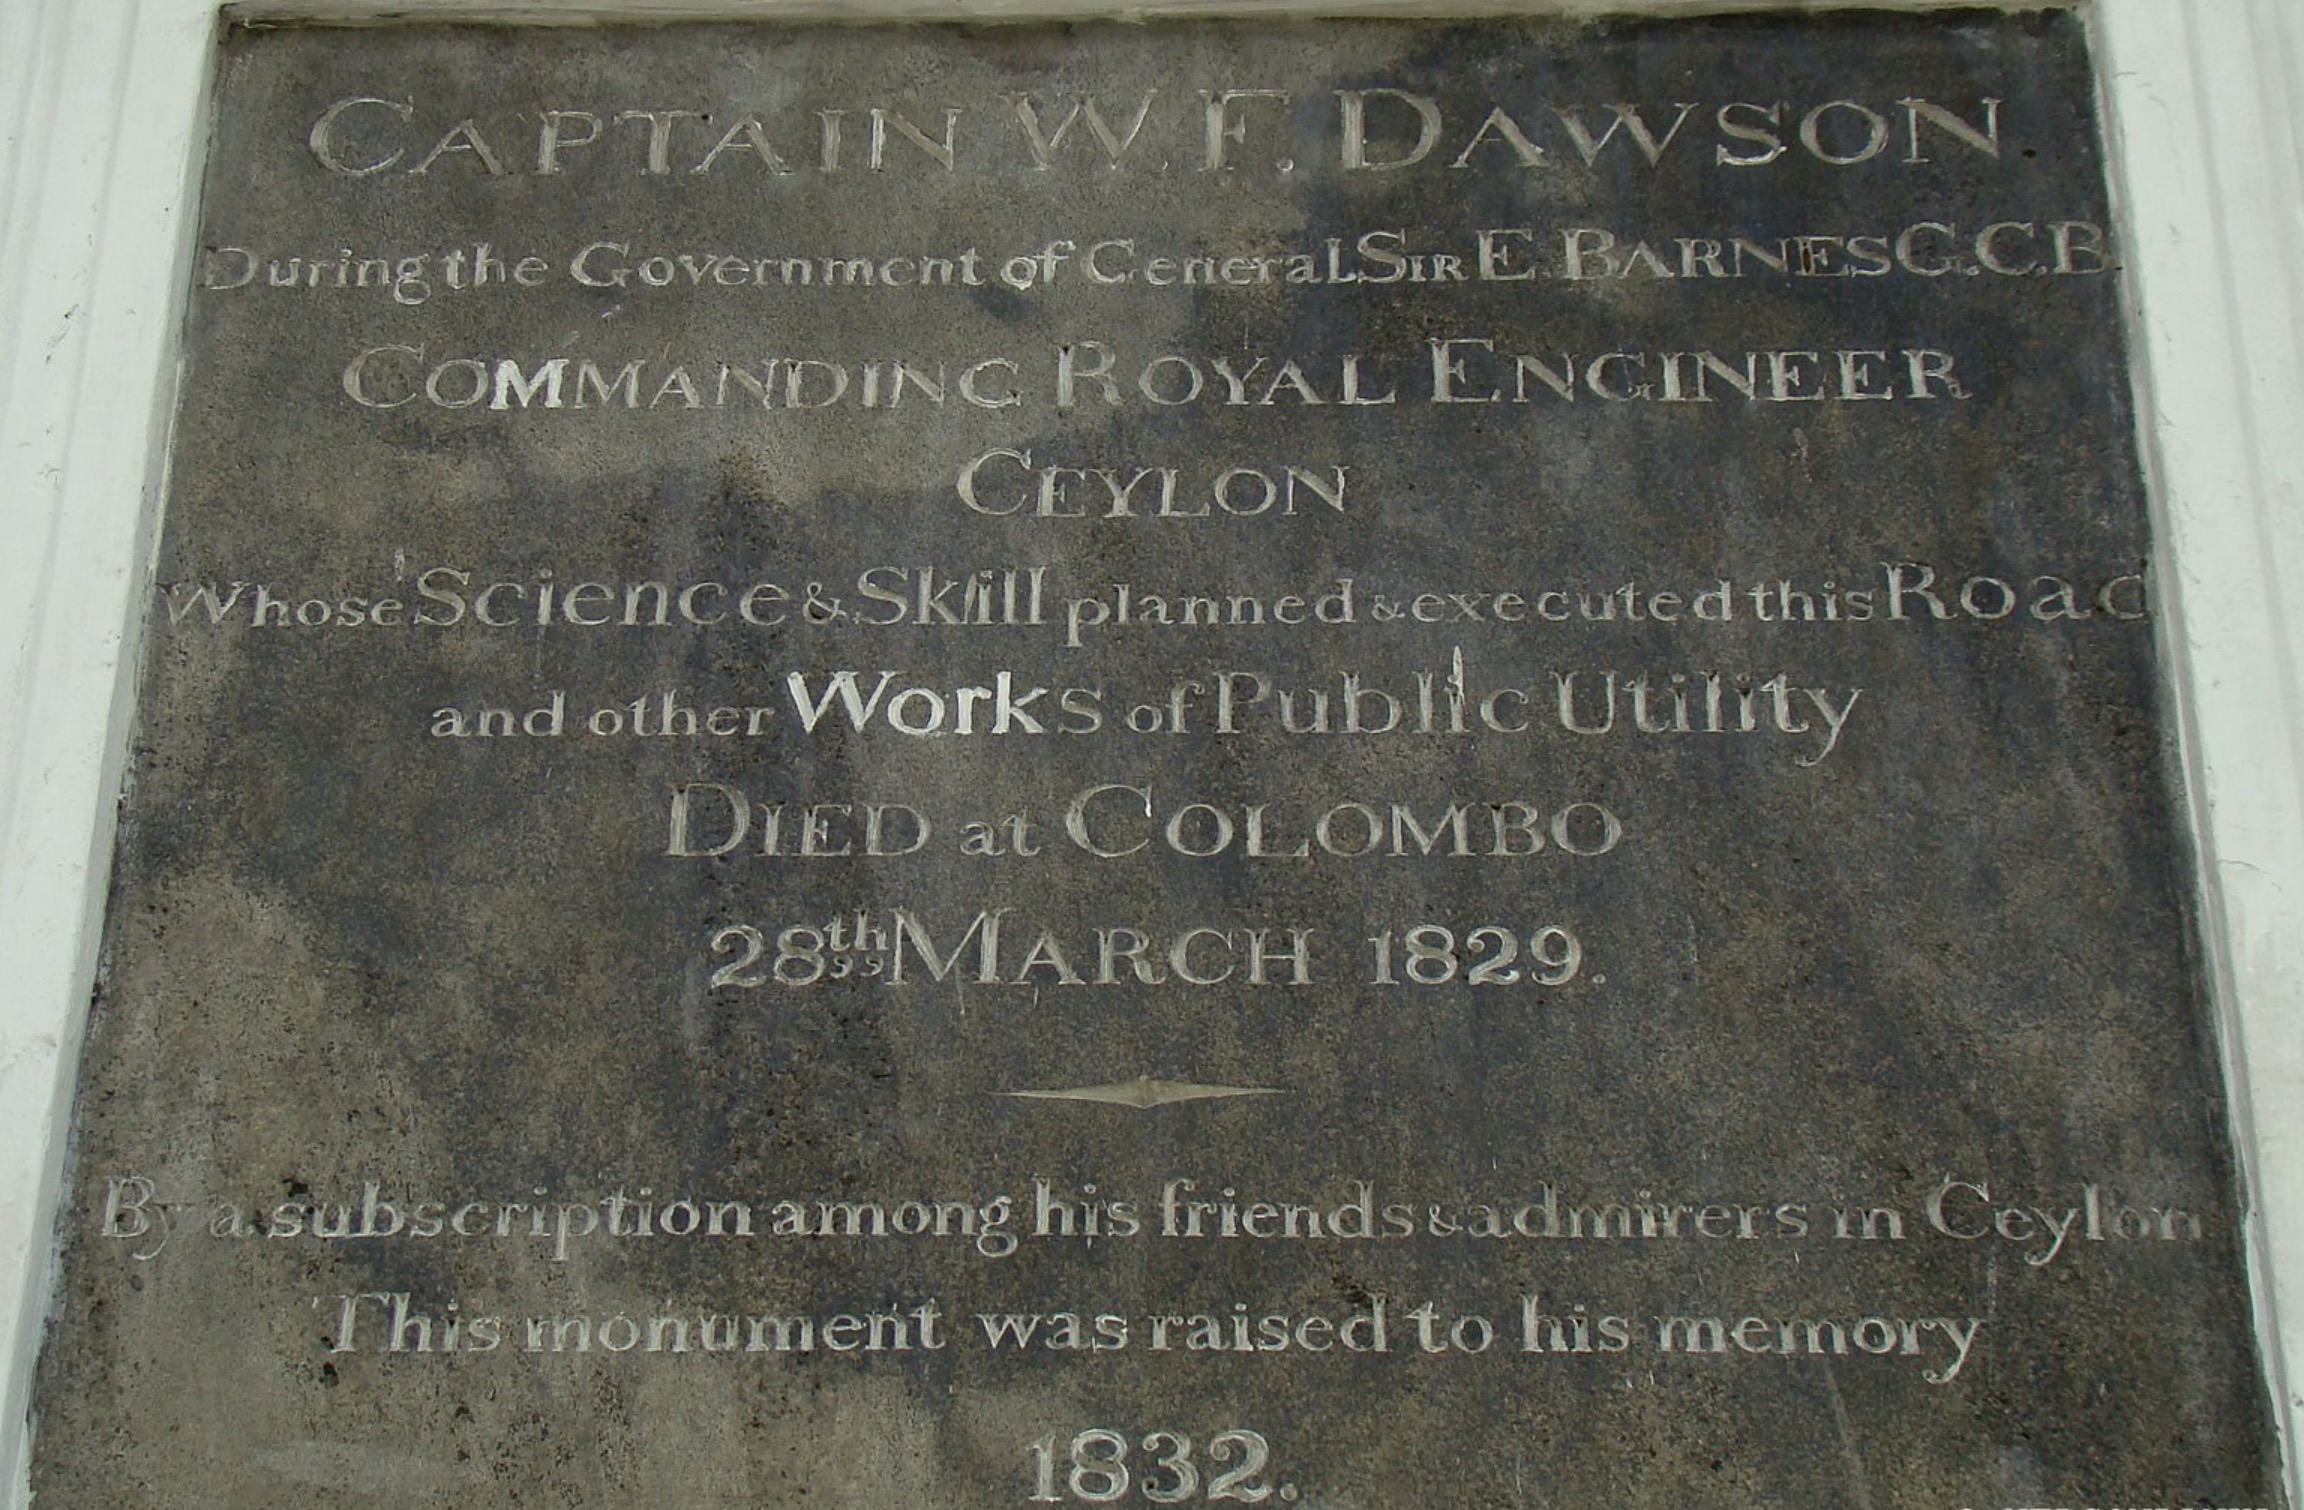 CAPTAIN W. F. DAWSON
During the Government of General SIR E. BARNES G.C.B.
COMMANDING ROYAL ENGINEER
CEYLON
Whose Science & Skill planned & executed this Road
and other Works of Public Utility
DIED at COLOMBO
28th MARCH 1829.
By a subscription among his friends & admirers in Ceylon
This monument was raised to his memory
1832.